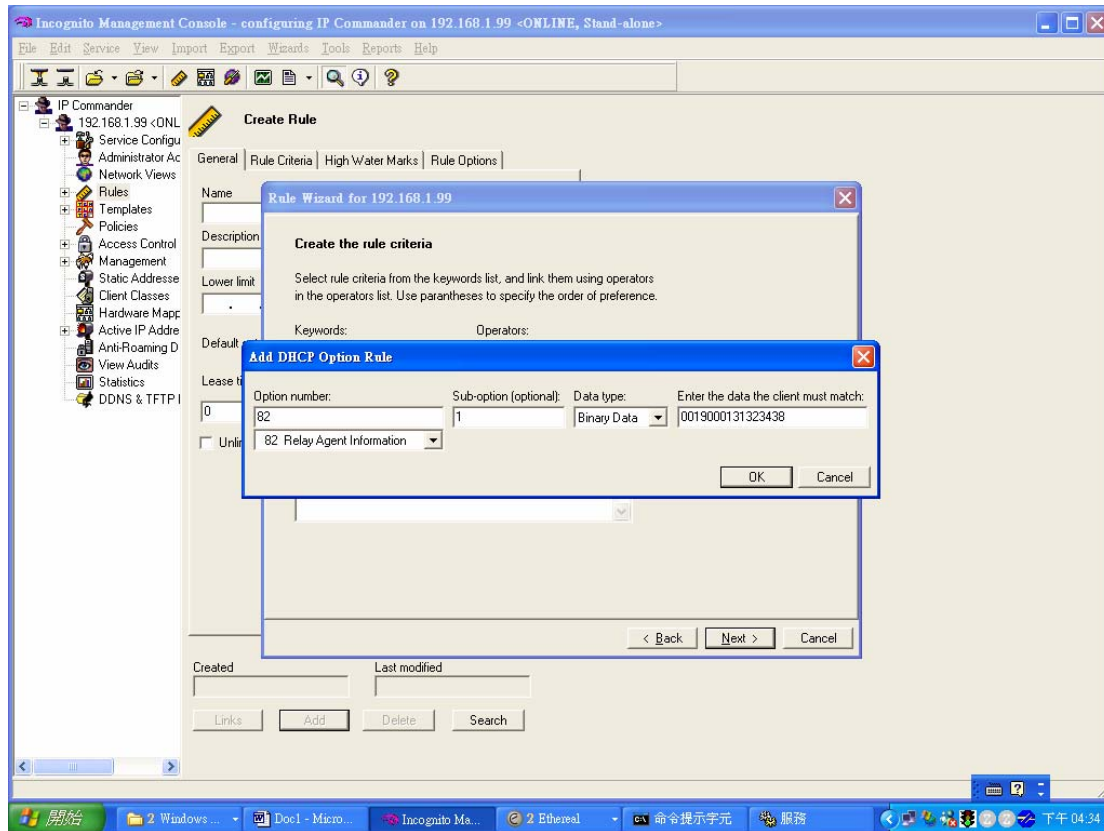 Incognito Management Console - configuring IP Commander on 192.168.1.99 <ONLINE, Stand-alone>
File Edit Service View Import Export Wizards Tools Reports Help
IP Commander
192.168.1.99 <ONL
Service Configu
Administrator Ac
Network Views
Rules
Templates
Policies
Access Control
Management
Static Addresse
Client Classes
Hardware Mapp
Active IP Addre
Anti-Roaming D
View Audits
Statistics
DDNS & TFTP
Create Rule
General Rule Criteria High Water Marks Rule Options
Name
Description
Lower limit
Default
Lease ti
0
Unlin
Rule Wizard for 192.168.1.99
Create the rule criteria
Select rule criteria from the keywords list, and link them using operators
in the operators list. Use parantheses to specify the order of preference.
Keywords: Operators:
Add DHCP Option Rule
Option number: Sub-option (optional): Data type: Enter the data the client must match:
82 1 Binary Data 0019000131323438
82 Relay Agent Information
OK Cancel
< Back Next > Cancel
Created Last modified
Links Add Delete Search
開始 2 Windows ... Doc1 - Micro... Incognito Ma... 2 Ethereal 命令提示字元 服務 下午 04:34